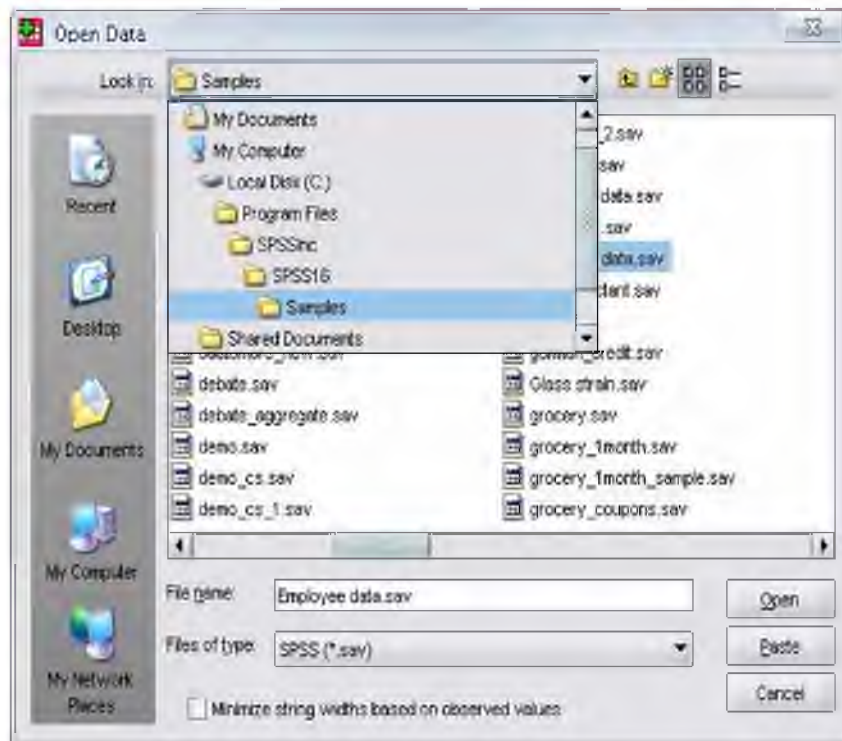 Open Data
Look in: Samples
My Documents
My Computer
Local Disk (C:)
Program Files
SPSSInc
SPSS16
Samples
Shared Documents
_2.sav
sav
data.sav
.sav
data.sav
dant.sav
debate.sav
debate_aggregate.sav
demo.sav
demo_cs.sav
demo_cs_1.sav
german_credit.sav
Glass strain.sav
grocery.sav
grocery_1month.sav
grocery_1month_sample.sav
grocery_coupons.sav
Recent
Desktop
My Documents
My Computer
My Network
Places
File name: Employee data.sav
Files of type: SPSS (*.sav)
Minimize string widths based on observed values
Open
Paste
Cancel